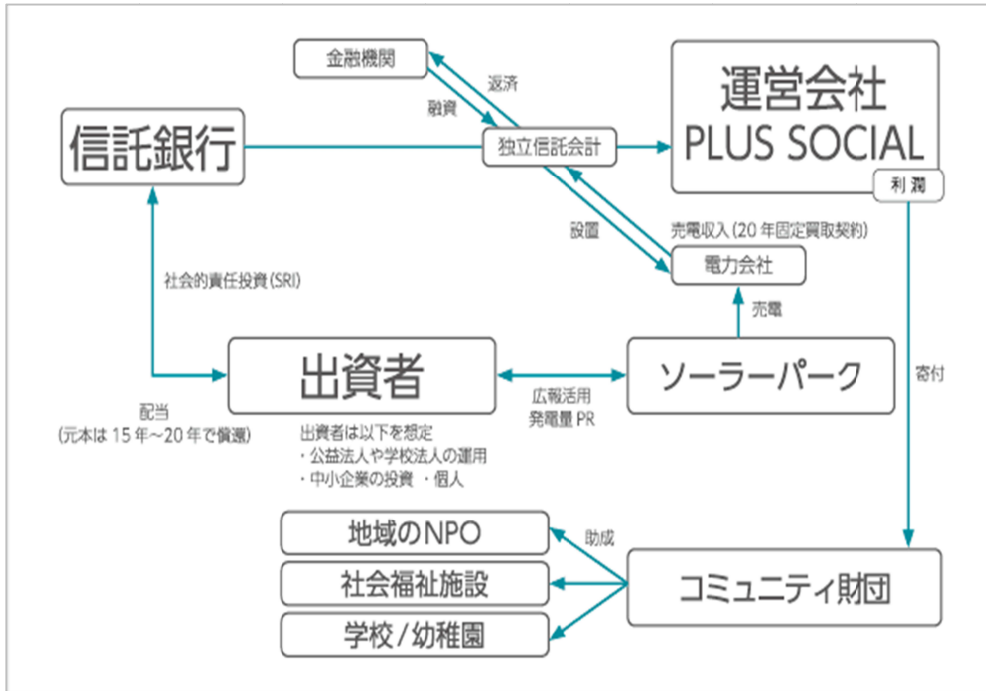 金融機関
返済
融資
運営会社
PLUS SOCIAL
利潤
信託銀行
独立信託会計
設置
売電収入(20年固定買取契約)
電力会社
売電
社会的責任投資(SRI)
出資者
広報活用
発電量PR
ソーラーパーク
寄付
配当
(元本は15年〜20年で償還)
出資者は以下を想定
・公益法人や学校法人の運用
・中小企業の投資 ・個人
地域のNPO
助成
社会福祉施設
コミュニティ財団
学校/幼稚園